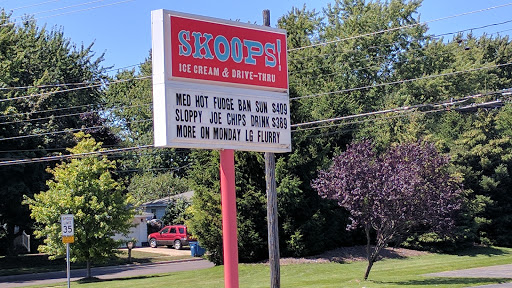 SKOOPS!
ICE CREAM & DRIVE-THRU
MED HOT FUDGE BAN SUN $409
SLOPPY JOE CHIPS DRINK $389
MORE ON MONDAY LG FLURRY
35